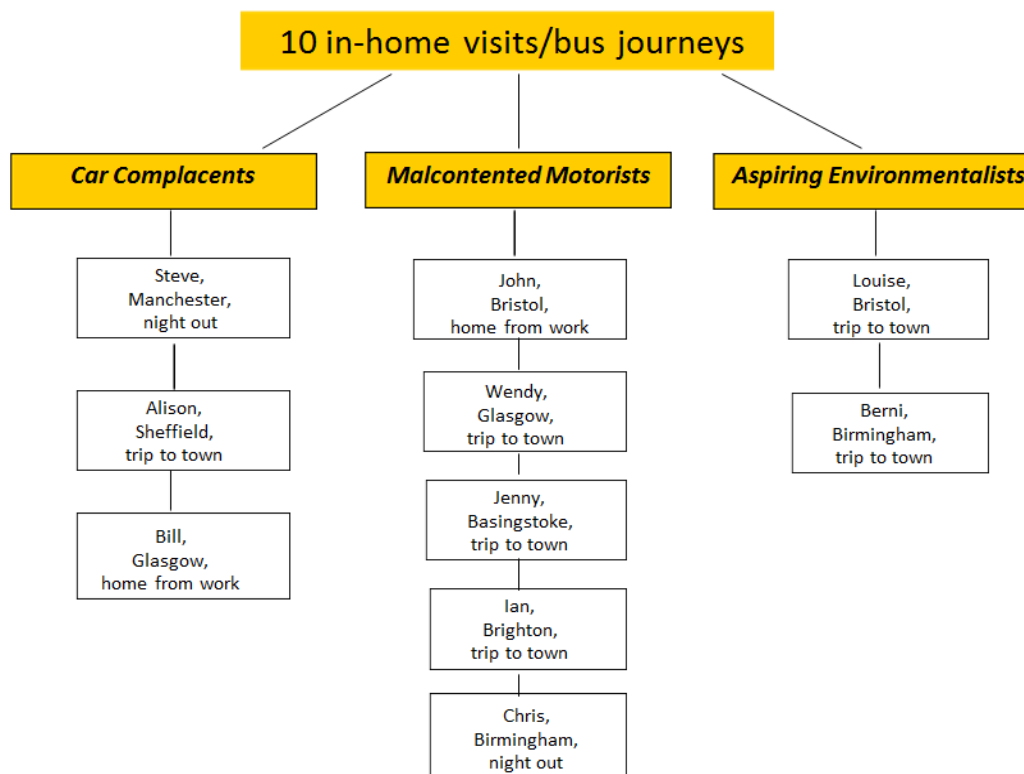 10 in-home visits/bus journeys
Car Complacents
Steve,
Manchester,
night out
Alison,
Sheffield,
trip to town
Bill,
Glasgow,
home from work
Malcontented Motorists
John,
Bristol,
home from work
Wendy,
Glasgow,
trip to town
Jenny,
Basingstoke,
trip to town
Ian,
Brighton,
trip to town
Chris,
Birmingham,
night out
Aspiring Environmentalists
Louise,
Bristol,
trip to town
Berni,
Birmingham,
trip to town